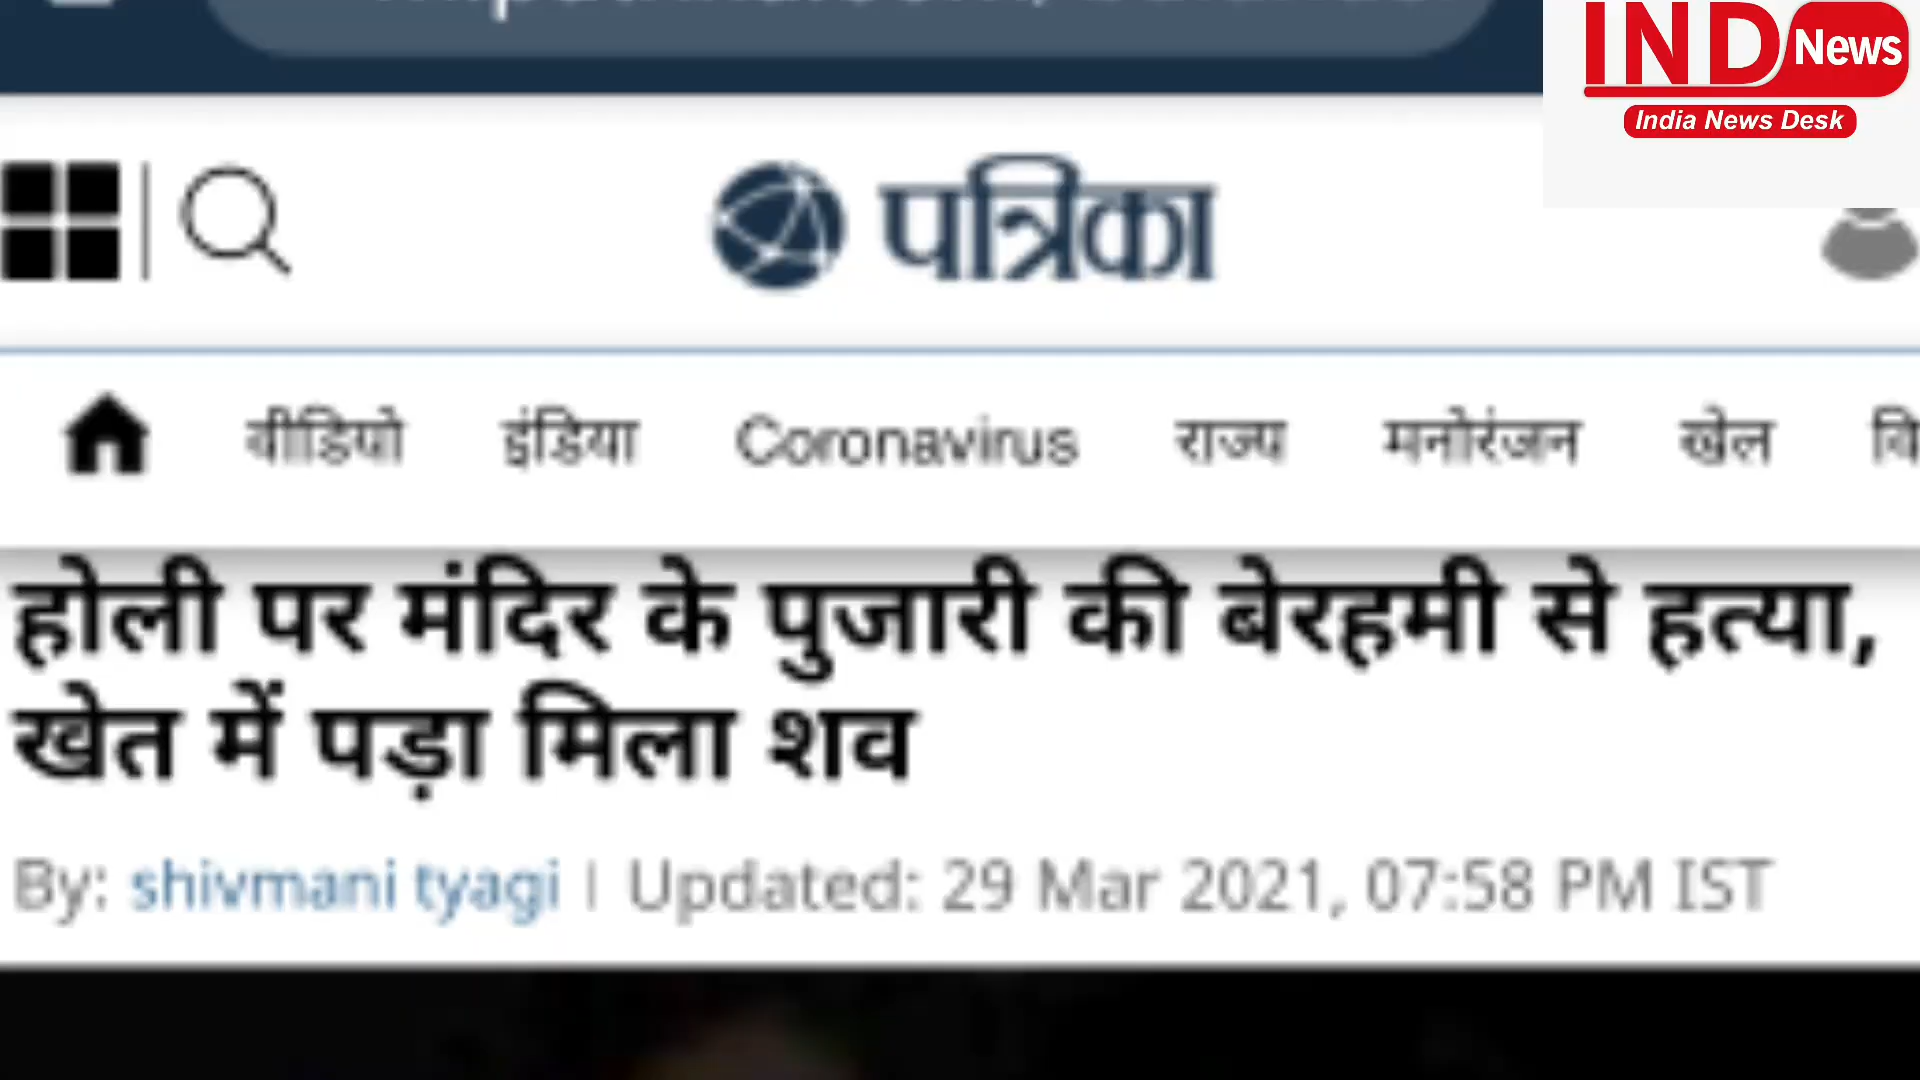 IND News
India News Desk
पत्रिका
वीडियो इंडिया Coronavirus राज्य मनोरंजन खेल
होली पर मंदिर के पुजारी की बेरहमी से हत्या,
खेत में पड़ा मिला शव
By: shivmani tyagi | Updated: 29 Mar 2021, 07:58 PM IST